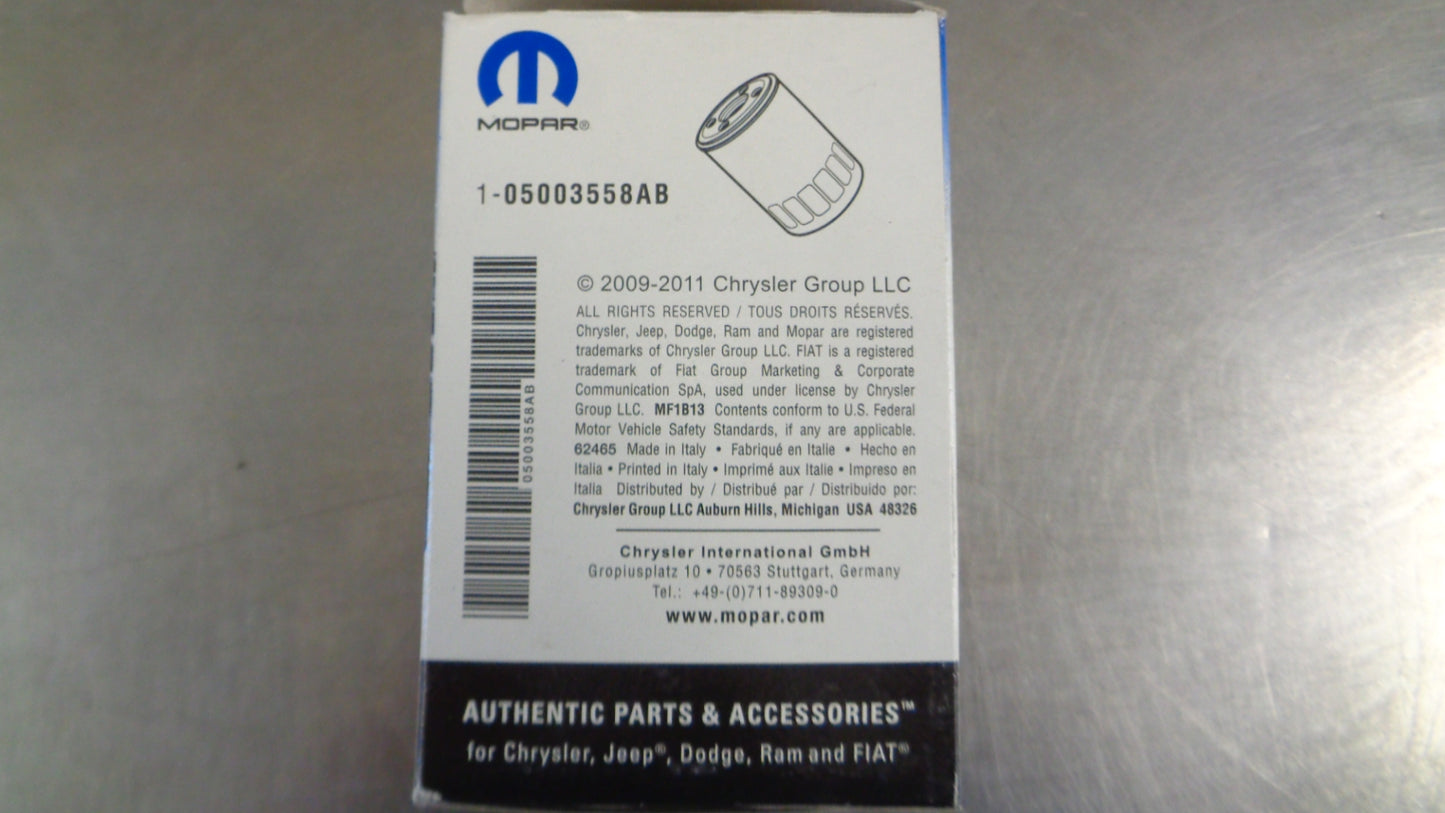 MOPAR®
1-05003558AB
05003558AB
© 2009-2011 Chrysler Group LLC
ALL RIGHTS RESERVED / TOUS DROITS RÉSERVÉS.
Chrysler, Jeep, Dodge, Ram and Mopar are registered
trademarks of Chrysler Group LLC. FIAT is a registered
trademark of Fiat Group Marketing & Corporate
Communication SpA, used under license by Chrysler
Group LLC. MF1B13 Contents conform to U.S. Federal
Motor Vehicle Safety Standards, if any are applicable.
62465 Made in Italy • Fabriqué en Italie • Hecho en
Italia • Printed in Italy • Imprimé aux Italie • Impreso en
Italia Distributed by / Distribué par / Distribuido por:
Chrysler Group LLC Auburn Hills, Michigan USA 48326
Chrysler International GmbH
Gropiusplatz 10 • 70563 Stuttgart, Germany
Tel.: +49-(0)711-89309-0
www.mopar.com
AUTHENTIC PARTS & ACCESSORIES™
for Chrysler, Jeep®, Dodge, Ram and FIAT®